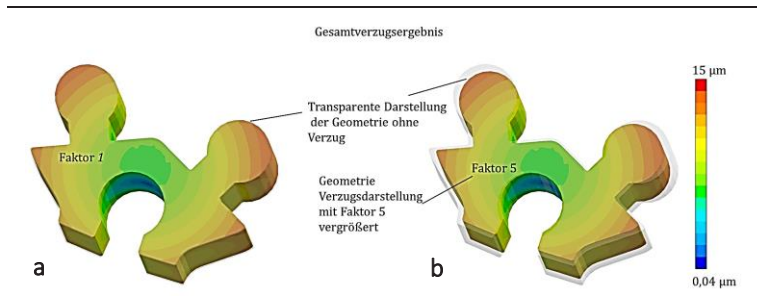 Gesamtverzugsergebnis
15 µm
Transparente Darstellung
der Geometrie ohne
Verzug
Faktor 1
Faktor 5
Geometrie
Verzugsdarstellung
mit Faktor 5
vergrößert
a
b
0,04 µm